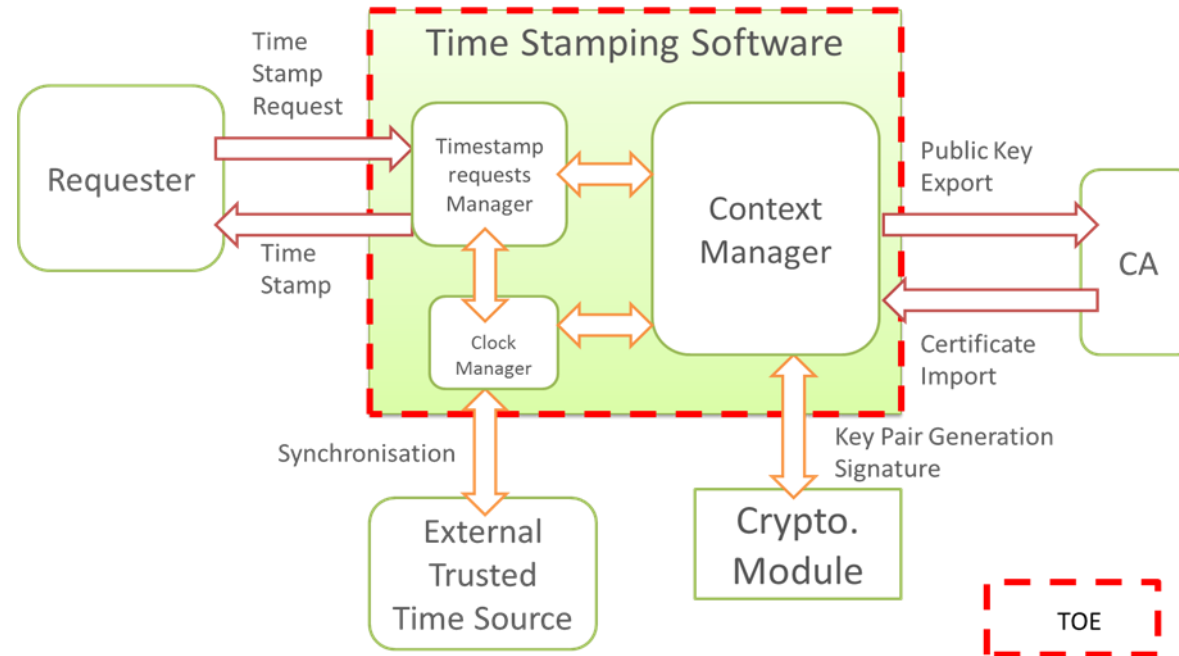 Time Stamping Software
Time
Stamp
Request
Requester
Timestamp
requests
Manager
Time
Stamp
Context
Manager
Public Key
Export
CA
Certificate
Import
Clock
Manager
Synchronisation
Key Pair Generation
Signature
External
Trusted
Time Source
Crypto.
Module
TOE